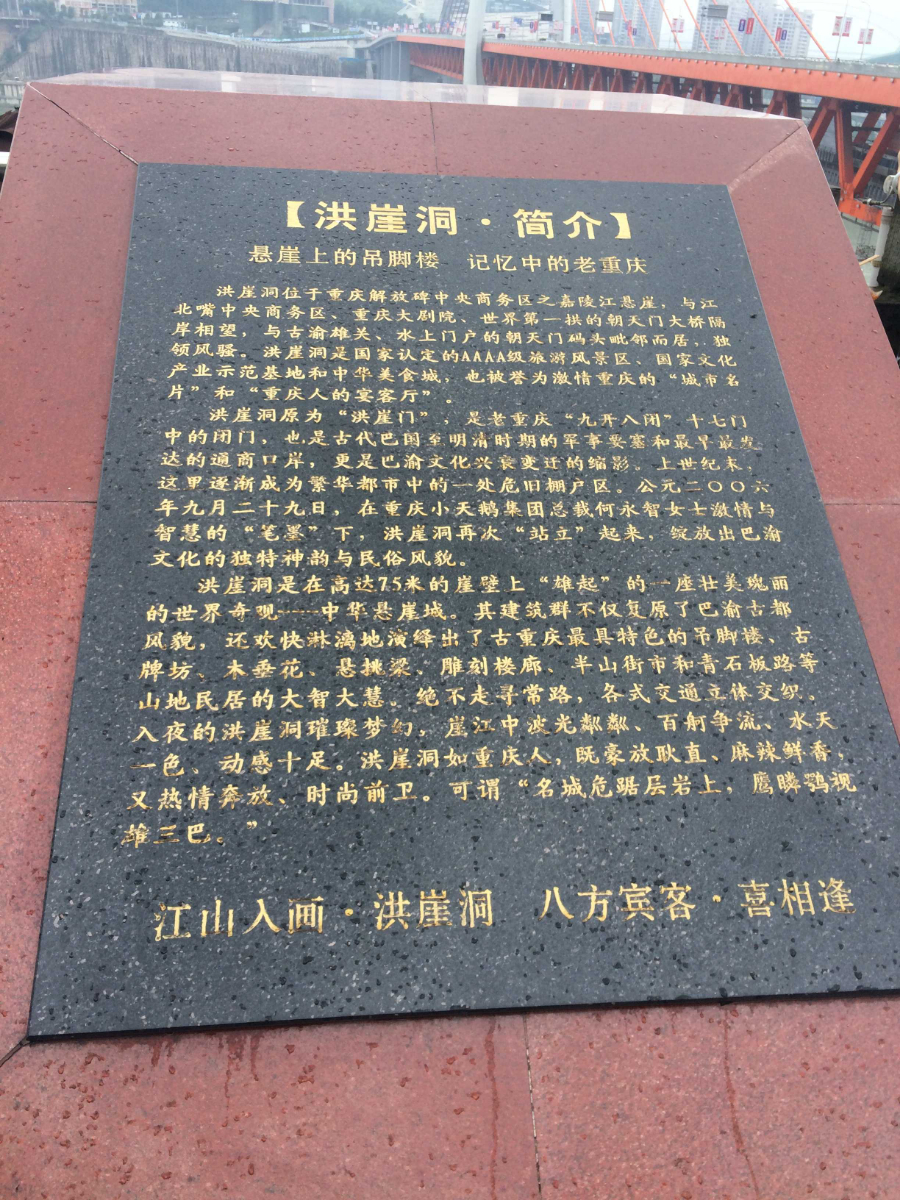 【洪崖洞·简介】
悬崖上的吊脚楼 记忆中的老重庆
洪崖洞位于重庆解放碑中央商务区之嘉陵江悬崖，与江
北嘴中央商务区、重庆大剧院、世界第一拱的朝天门大桥隔
岸相望，与古渝雄关、水上门户的朝天门码头毗邻而居，独
领风骚。洪崖洞是国家认定的AAAA级旅游风景区、国家文化
产业示范基地和中华美食城，也被誉为激情重庆的“城市名
片”和“重庆人的宴客厅”。
洪崖洞原为“洪崖门”，是老重庆“九开八闭”十七门
中的闭门，也是古代巴国至明清时期的军事要塞和最早最发
达的通商口岸，更是巴渝文化兴衰变迁的缩影。上世纪末，
这里逐渐成为繁华都市中的一处危旧棚户区。公元二〇〇六
年九月二十九日，在重庆小天鹅集团总裁何永智女士激情与
智慧的“笔墨”下，洪崖洞再次“站立”起来，绽放出巴渝
文化的独特神韵与民俗风貌。
洪崖洞是在高达75米的崖壁上“雄起”的一座壮美瑰丽
的世界奇观——中华悬崖城。其建筑群不仅复原了巴渝古都
风貌，还欢快淋漓地演绎出了古重庆最具特色的吊脚楼、古
牌坊、木垂花、悬挑梁、雕刻楼廊、半山街市和青石板路等
山地民居的大智大慧。绝不走寻常路，各式交通立体交织。
入夜的洪崖洞璀璨梦幻，崖江中波光粼粼、百舸争流、水天
一色、动感十足。洪崖洞如重庆人，既豪放耿直、麻辣鲜香，
又热情奔放、时尚前卫。可谓“名城危踞层岩上，鹰瞵鹗视
雄三巴。”
江山入画·洪崖洞 八方宾客·喜相逢